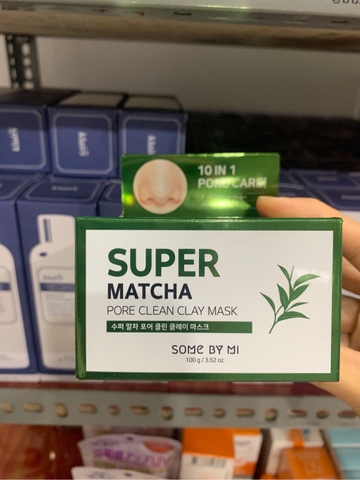 10 IN 1
PORE CARE!
SUPER
MATCHA
PORE CLEAN CLAY MASK
수퍼 말차 포어 클린 클레이 마스크
SOME BY MI
100 g / 3.52 oz.